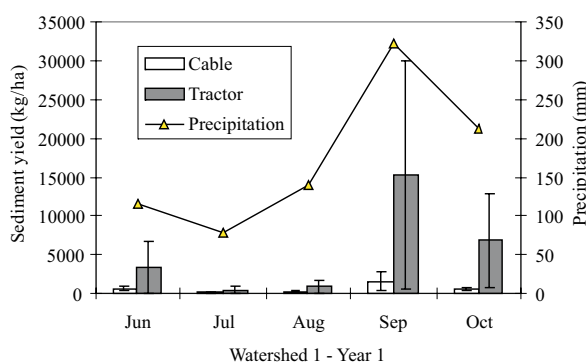 Sediment yield (kg/ha)
35000
30000
25000
20000
15000
10000
5000
0
Cable
Tractor
Precipitation
350
300
250
200
150
100
50
0
Precipitation (mm)
Jun Jul Aug Sep Oct
Watershed 1 - Year 1